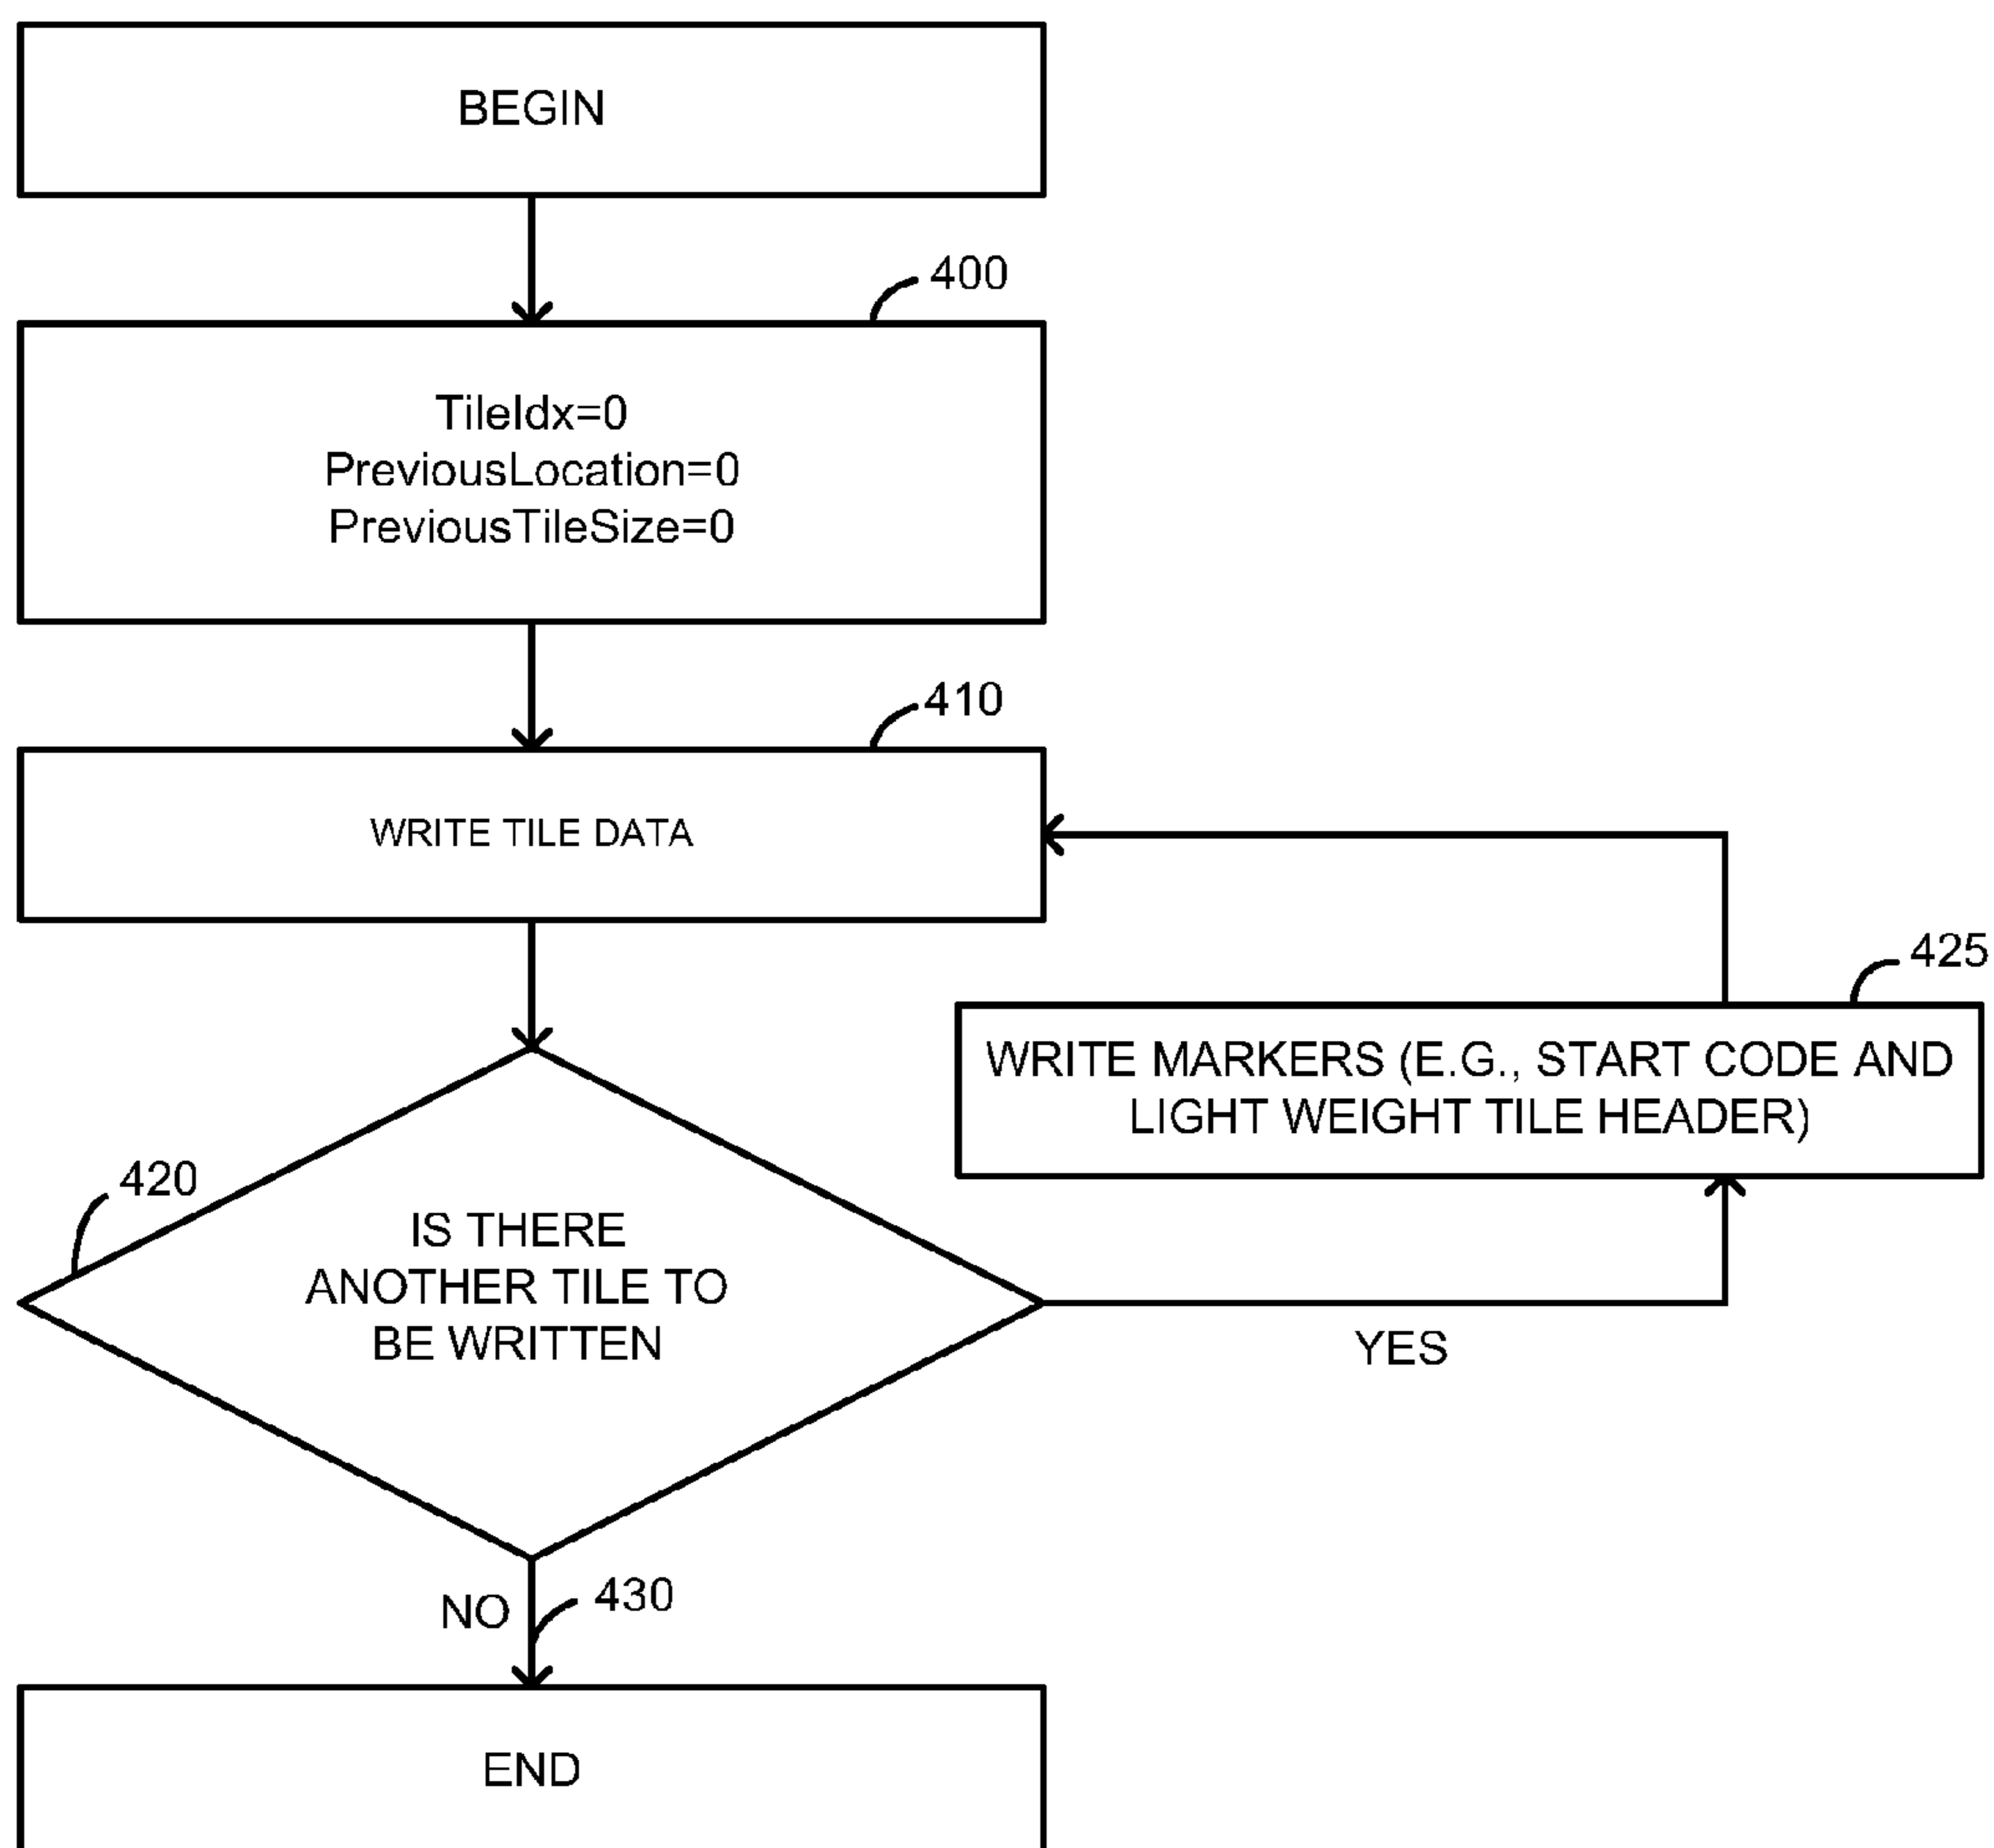 BEGIN
400
TileIdx=0
PreviousLocation=0
PreviousTileSize=0
410
WRITE TILE DATA
425
WRITE MARKERS (E.G., START CODE AND
LIGHT WEIGHT TILE HEADER)
420
IS THERE
ANOTHER TILE TO
BE WRITTEN
YES
NO
430
END